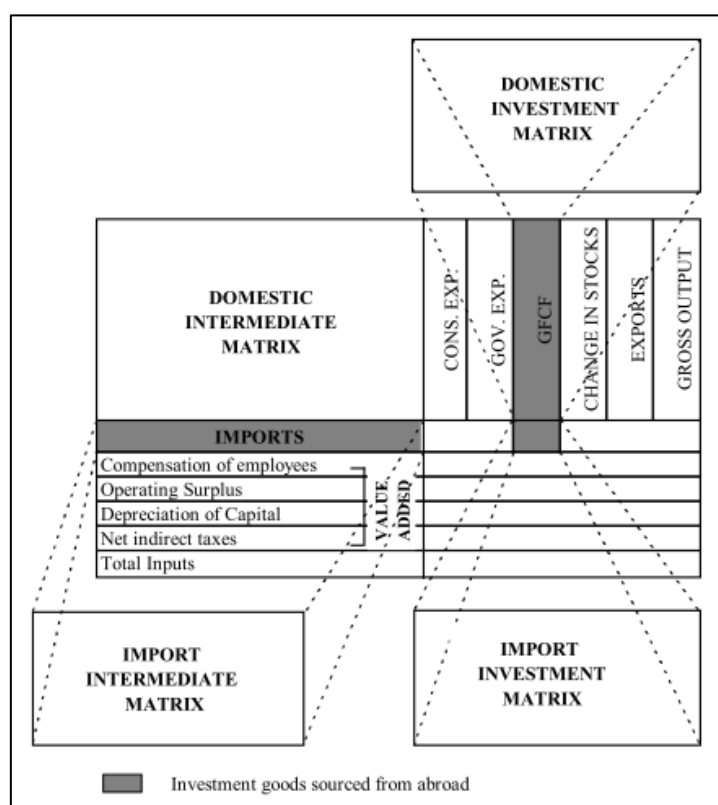 DOMESTIC
INVESTMENT
MATRIX
DOMESTIC
INTERMEDIATE
MATRIX
CONS. EXP.
GOV. EXP.
GFCF
CHANGE IN STOCKS
EXPORTS
GROSS OUTPUT
IMPORTS
Compensation of employees
Operating Surplus
Depreciation of Capital
Net indirect taxes
VALUE
ADDED
Total Inputs
IMPORT
INTERMEDIATE
MATRIX
IMPORT
INVESTMENT
MATRIX
Investment goods sourced from abroad